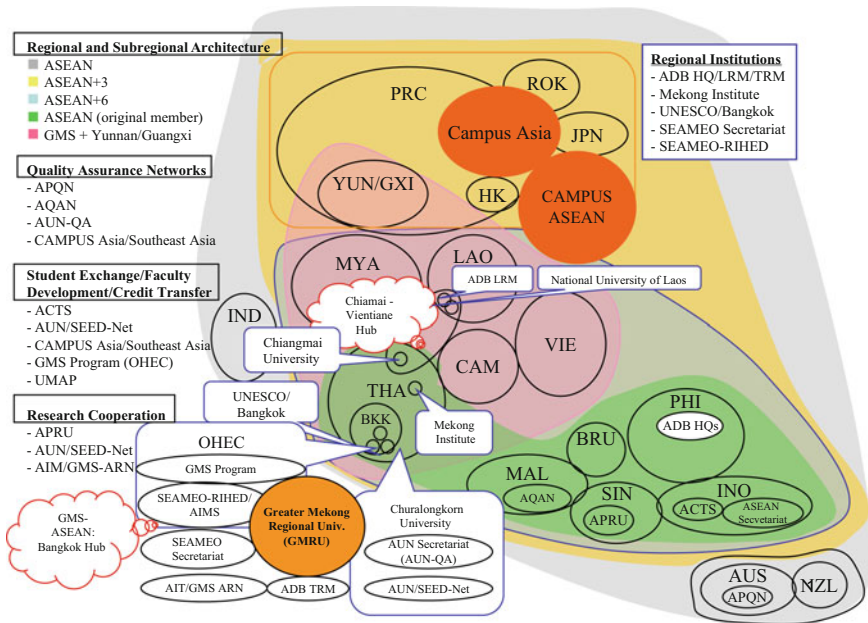 Regional and Subregional Architecture
ASEAN
ASEAN+3
ASEAN+6
ASEAN (original member)
GMS + Yunnan/Guangxi
Quality Assurance Networks
- APQN
- AQAN
- AUN-QA
- CAMPUS Asia/Southeast Asia
Student Exchange/Faculty
Development/Credit Transfer
- ACTS
- AUN/SEED-Net
- CAMPUS Asia/Southeast Asia
- GMS Program (OHEC)
- UMAP
Research Cooperation
- APRU
- AUN/SEED-Net
- AIM/GMS-ARN
Regional Institutions
- ADB HQ/LRM/TRM
- Mekong Institute
- UNESCO/Bangkok
- SEAMEO Secretariat
- SEAMEO-RIHED
PRC
ROK
Campus Asia
JPN
YUN/GXI
HK
CAMPUS
ASEAN
MYA
LAO
ADB LRM
National University of Laos
Chiamai -
Vientiane
Hub
IND
Chiangmai
University
VIE
CAM
THA
UNESCO/
Bangkok
BKK
Mekong
Institute
PHI
ADB HQs
BRU
MAL
AQAN
SIN
APRU
INO
ACTS
ASEAN
Secvetariat
OHEC
GMS Program
SEAMEO-RIHED/
AIMS
Greater Mekong
Regional Univ.
(GMRU)
Churalongkorn
University
GMS-
ASEAN:
Bangkok Hub
SEAMEO
Secretariat
AUN Secretariat
(AUN-QA)
AIT/GMS ARN
ADB TRM
AUN/SEED-Net
AUS
APQN
NZL